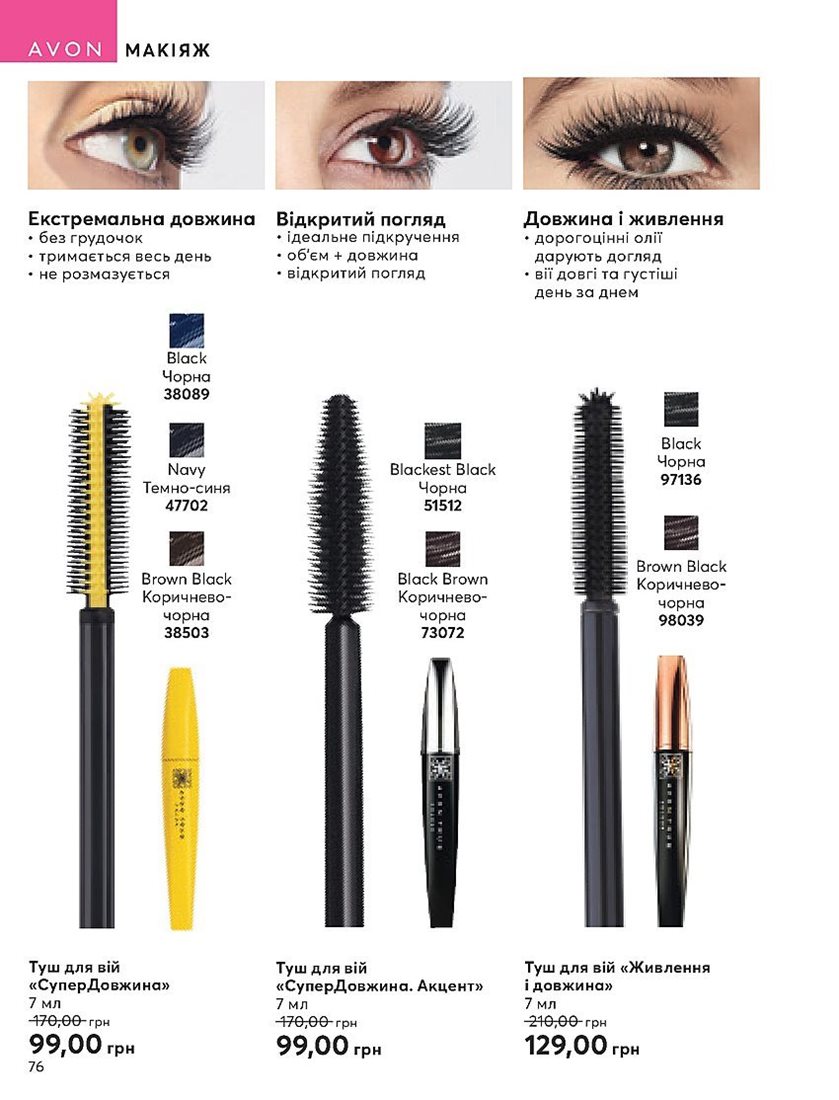 AVON МАКІЯЖ
Екстремальна довжина
• без грудочок
• тримається весь день
• не розмазується
Відкритий погляд
• ідеальне підкручення
• об'єм + довжина
• відкритий погляд
Довжина і живлення
• дорогоцінні олії
дарують догляд
• вії довгі та густіші
день за днем
Black
Чорна
38089
Navy
Темно-синя
47702
Brown Black
Коричнево-
чорна
38503
Blackest Black
Чорна
51512
Black Brown
Коричнево-
чорна
73072
Black
Чорна
97136
Brown Black
Коричнево-
чорна
98039
Туш для вій
«СуперДовжина»
7 мл
170,00 грн
99,00 грн
Туш для вій
«СуперДовжина. Акцент»
7 мл
170,00 грн
99,00 грн
Туш для вій «Живлення
і довжина»
7 мл
210,00 грн
129,00 грн
76